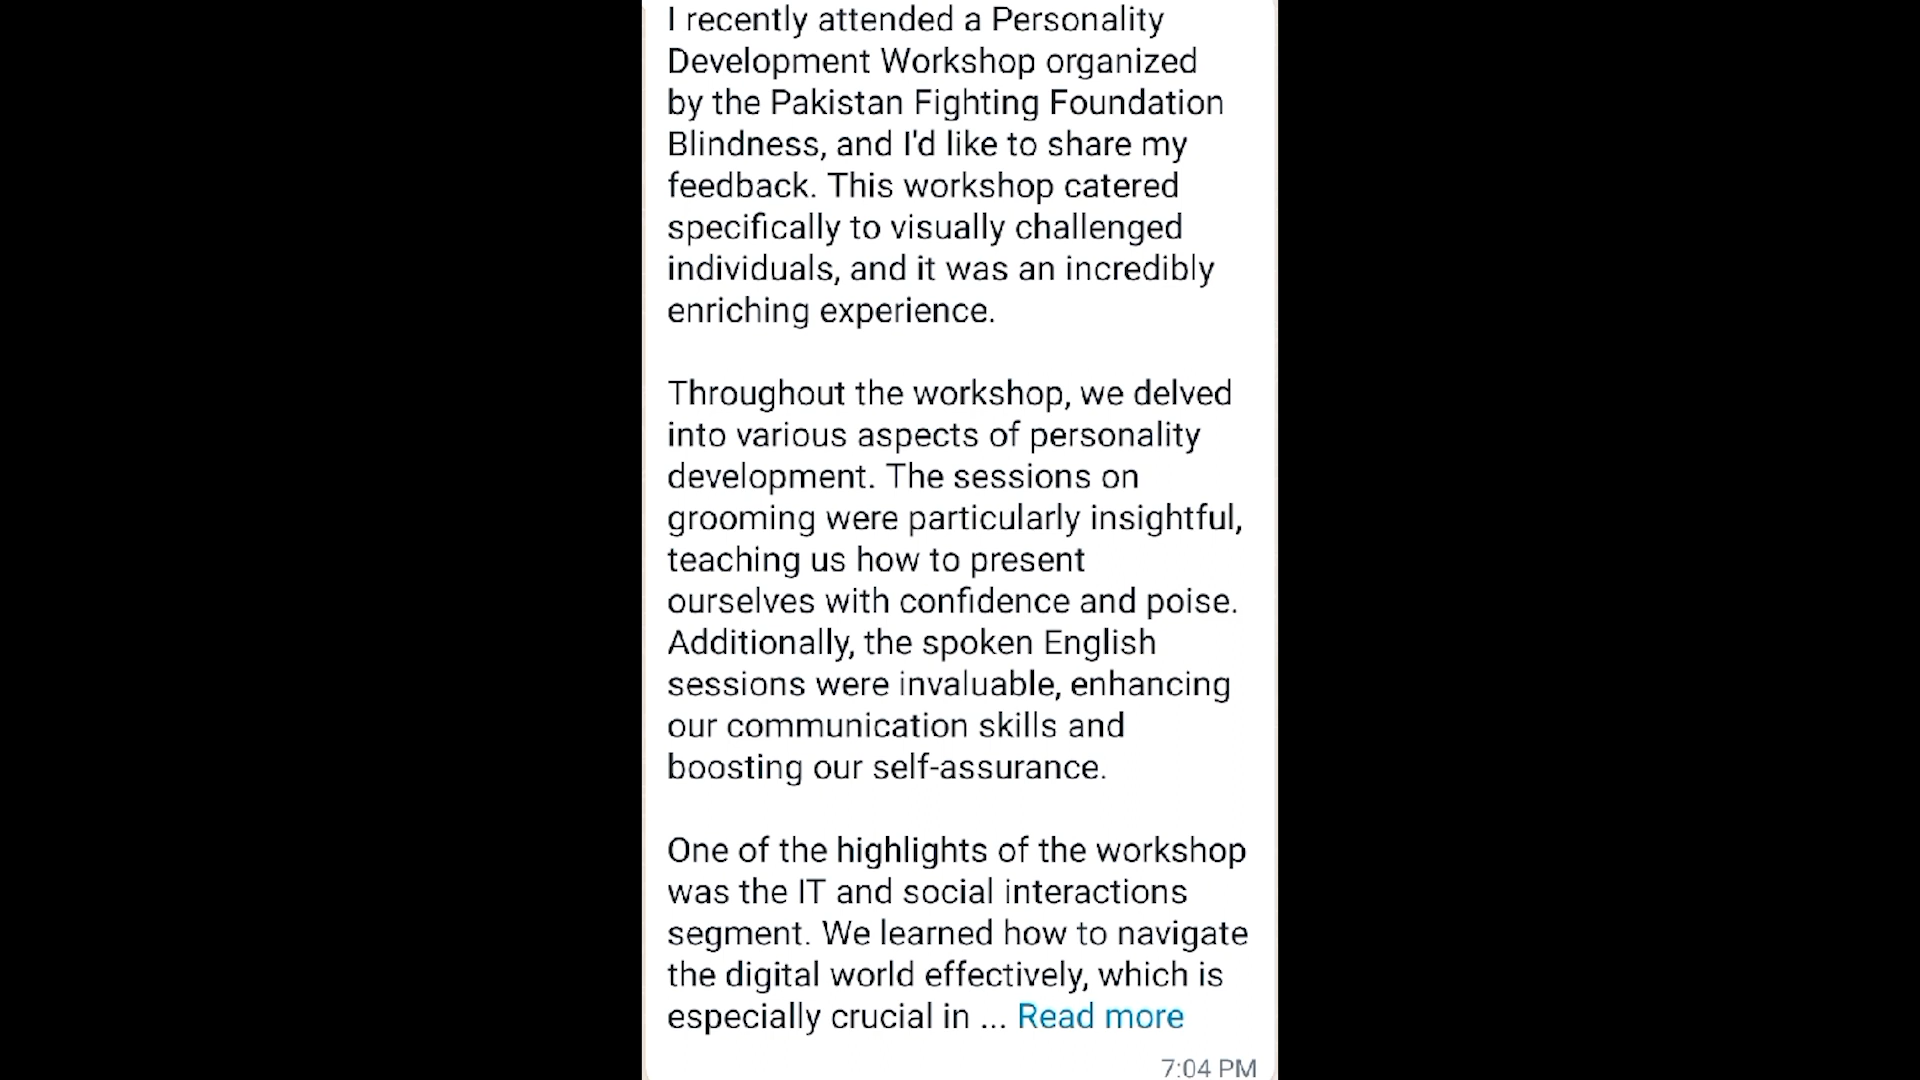 I recently attended a Personality
Development Workshop organized
by the Pakistan Fighting Foundation
Blindness, and I'd like to share my
feedback. This workshop catered
specifically to visually challenged
individuals, and it was an incredibly
enriching experience.
Throughout the workshop, we delved
into various aspects of personality
development. The sessions on
grooming were particularly insightful,
teaching us how to present
ourselves with confidence and poise.
Additionally, the spoken English
sessions were invaluable, enhancing
our communication skills and
boosting our self-assurance.
One of the highlights of the workshop
was the IT and social interactions
segment. We learned how to navigate
the digital world effectively, which is
especially crucial in ... Read more
7:04 PM